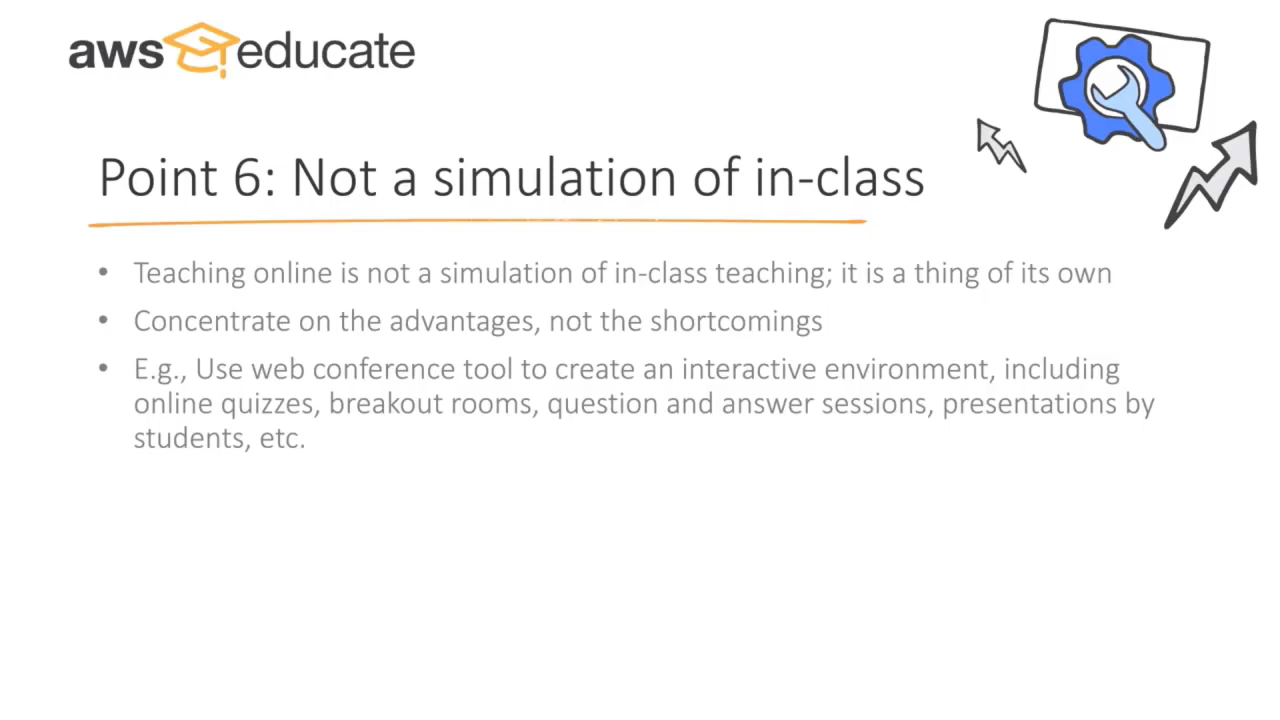 aws educate
Point 6: Not a simulation of in-class
• Teaching online is not a simulation of in-class teaching; it is a thing of its own
• Concentrate on the advantages, not the shortcomings
• E.g., Use web conference tool to create an interactive environment, including
online quizzes, breakout rooms, question and answer sessions, presentations by
students, etc.